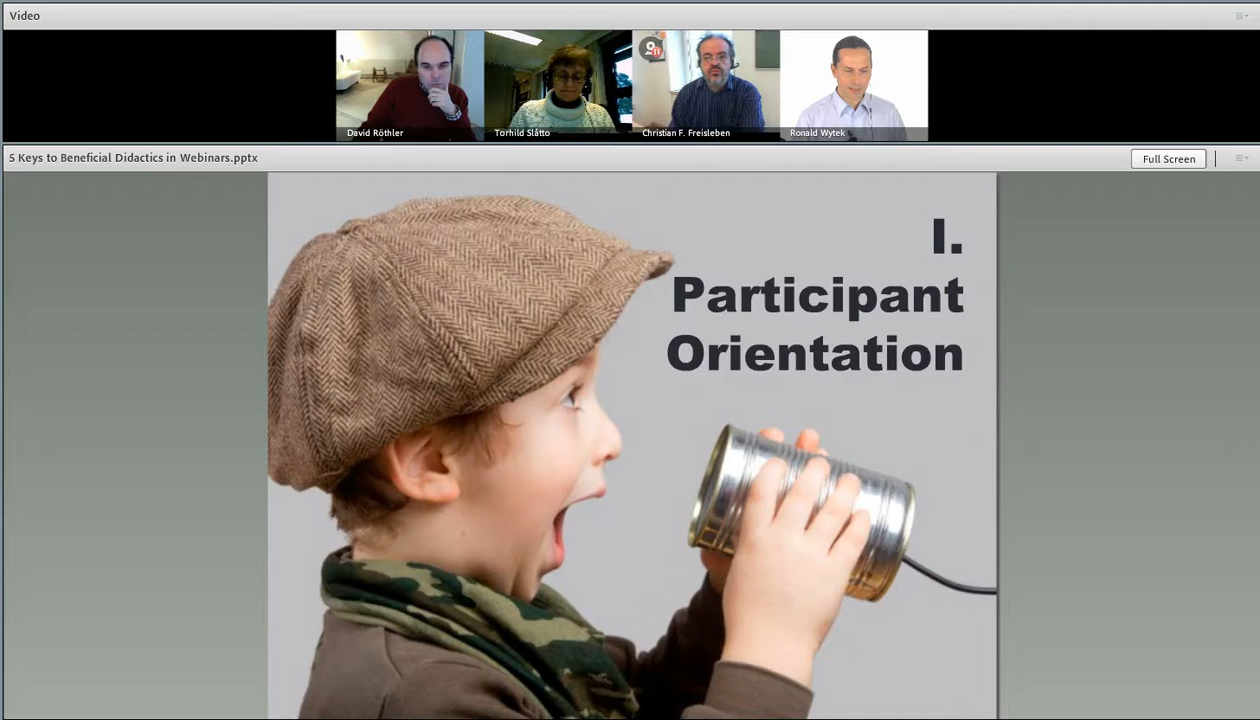 Video
David Röthler
Torhild Slåtto
Christian F. Freisleben
Ronald Wytek
5 Keys to Beneficial Didactics in Webinars.pptx
Full Screen
I.
Participant
Orientation